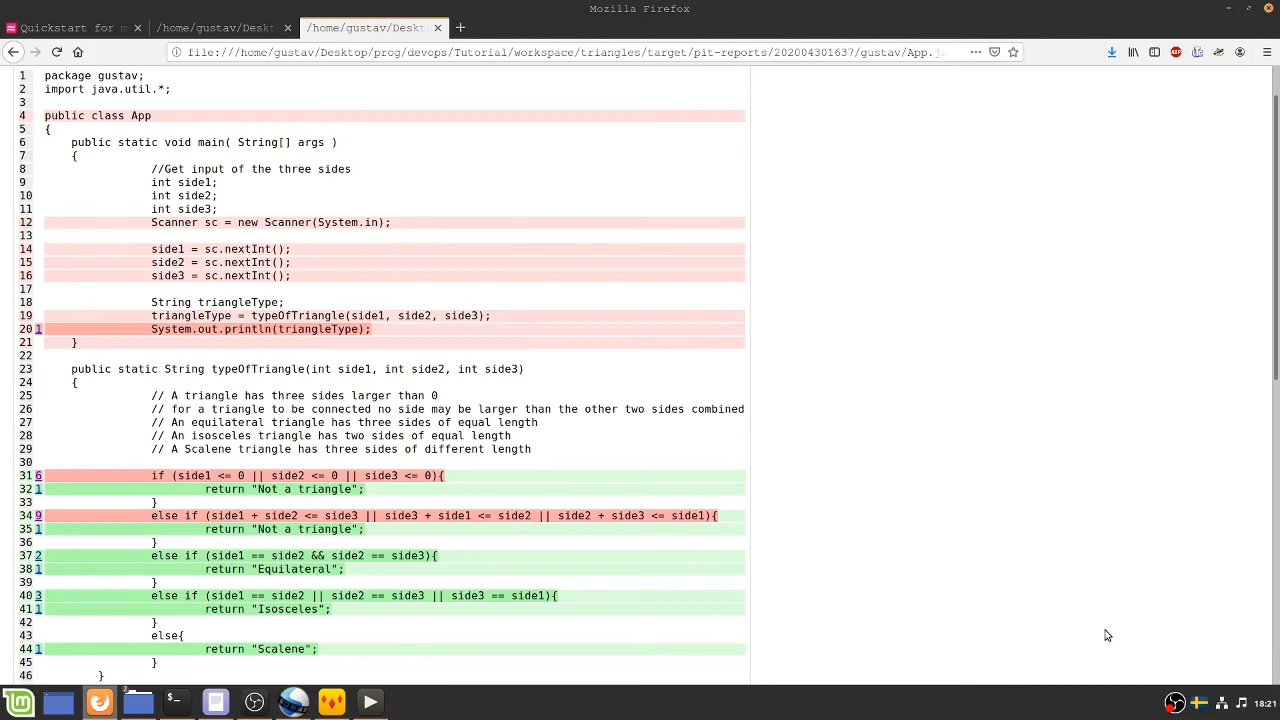 Mozilla Firefox
Quickstart for m
/home/gustav/Deskt
/home/gustav/Deskt
file:///home/gustav/Desktop/prog/devops/Tutorial/workspace/triangles/target/pit-reports/202004301637/gustav/App.ja
ABP
1 package gustav;
2 import java.util.*;
3
4 public class App
5 {
6 public static void main( String[] args )
7 {
8 //Get input of the three sides
9 int side1;
10 int side2;
11 int side3;
12 Scanner sc = new Scanner(System.in);
13
14 side1 = sc.nextInt();
15 side2 = sc.nextInt();
16 side3 = sc.nextInt();
17
18 String triangleType;
19 triangleType = typeOfTriangle(side1, side2, side3);
20 1 System.out.println(triangleType);
21 }
22
23 public static String typeOfTriangle(int side1, int side2, int side3)
24 {
25 // A triangle has three sides larger than 0
26 // for a triangle to be connected no side may be larger than the other two sides combined
27 // An equilateral triangle has three sides of equal length
28 // An isosceles triangle has two sides of equal length
29 // A Scalene triangle has three sides of different length
30
31 6 if (side1 <= 0 || side2 <= 0 || side3 <= 0){
32 1 return "Not a triangle";
33 }
34 9 else if (side1 + side2 <= side3 || side3 + side1 <= side2 || side2 + side3 <= side1){
35 1 return "Not a triangle";
36 }
37 2 else if (side1 == side2 && side2 == side3){
38 1 return "Equilateral";
39 }
40 3 else if (side1 == side2 || side2 == side3 || side3 == side1){
41 1 return "Isosceles";
42 }
43 else{
44 1 return "Scalene";
45 }
46 }
2
18:21